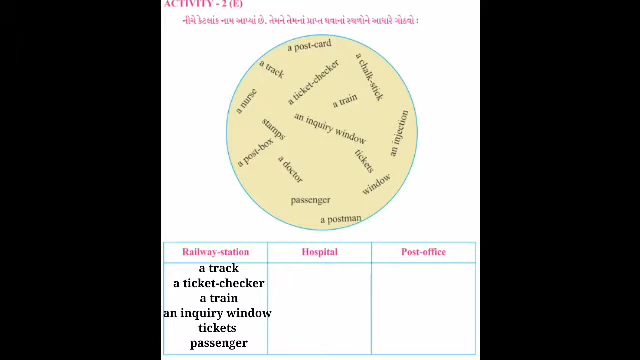 ACTIVITY - 2 (E)
નીચે કેટલાંક નામ આપ્યાં છે. તેમને તેમનાં પ્રાપ્ત થવાનાં સ્થળોને આધારે ગોઠવો :
a post-card
a track
a chalk-stick
a ticket-checker
a nurse
a train
stamps
an inquiry window
an injection
a post-box
a doctor
tickets
window
passenger
a postman
Railway-station Hospital Post-office
a track
a ticket-checker
a train
an inquiry window
tickets
passenger